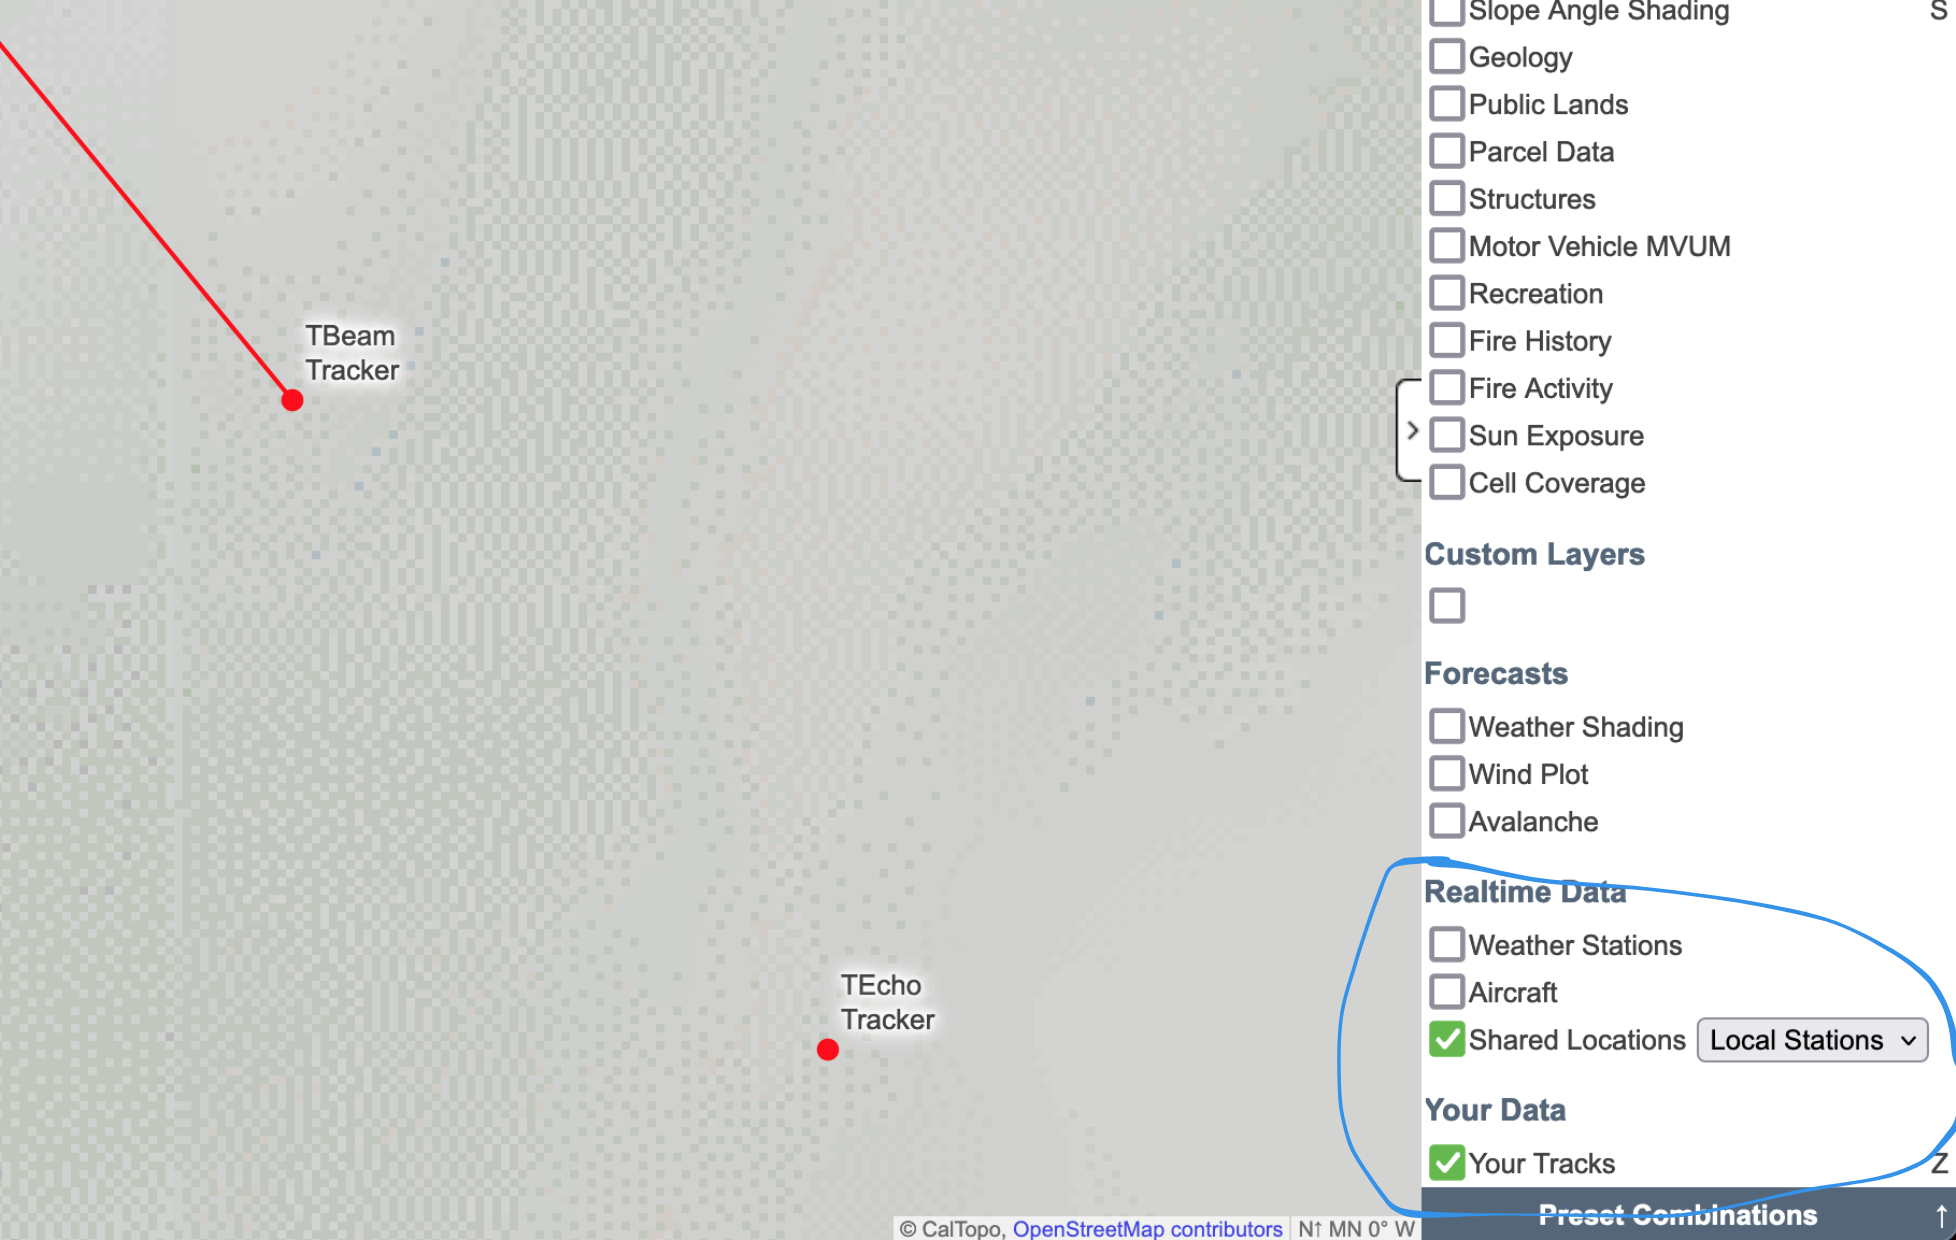 TBeam
Tracker
TEcho
Tracker
© CalTopo, OpenStreetMap contributors N↑ MN 0° W
>
Slope Angle Shading S
Geology
Public Lands
Parcel Data
Structures
Motor Vehicle MVUM
Recreation
Fire History
Fire Activity
Sun Exposure
Cell Coverage
Custom Layers
Forecasts
Weather Shading
Wind Plot
Avalanche
Realtime Data
Weather Stations
Aircraft
Shared Locations Local Stations
Your Data
Your Tracks Z
Preset Combinations ↑